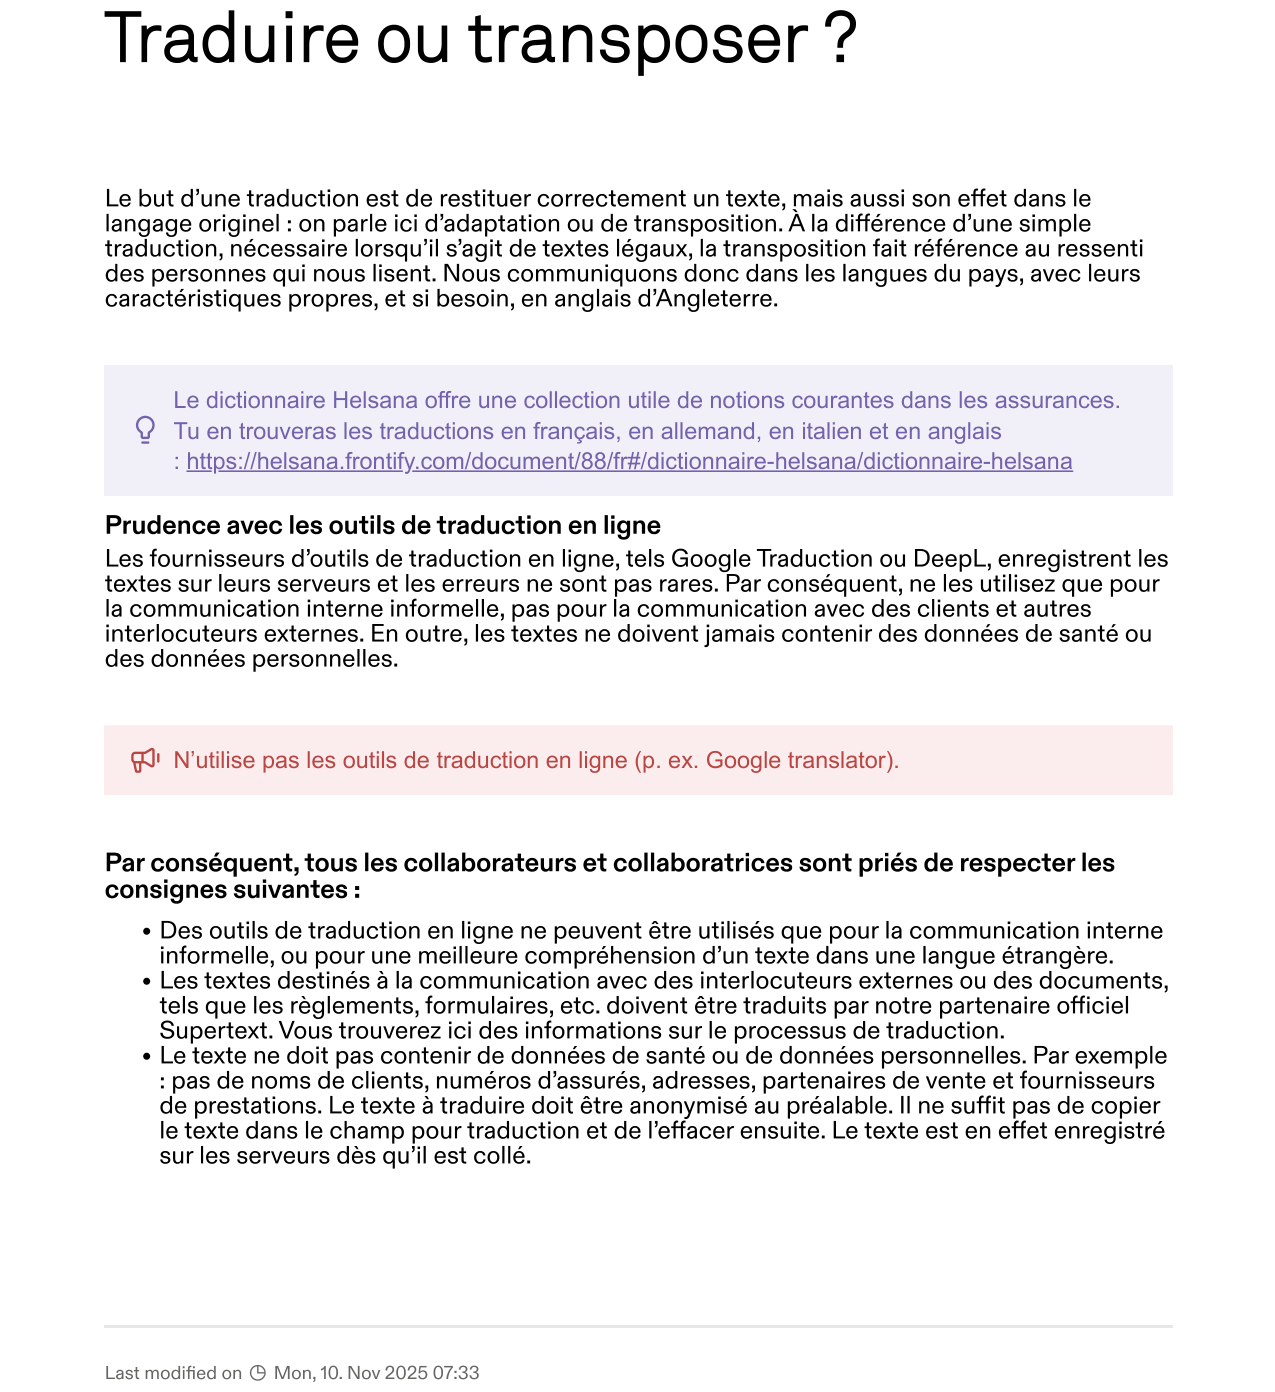 Traduire ou transposer ?
Le but d’une traduction est de restituer correctement un texte, mais aussi son effet dans le
langage originel : on parle ici d’adaptation ou de transposition. À la différence d’une simple
traduction, nécessaire lorsqu’il s’agit de textes légaux, la transposition fait référence au ressenti
des personnes qui nous lisent. Nous communiquons donc dans les langues du pays, avec leurs
caractéristiques propres, et si besoin, en anglais d’Angleterre.
Le dictionnaire Helsana offre une collection utile de notions courantes dans les assurances.
Tu en trouveras les traductions en français, en allemand, en italien et en anglais
: https://helsana.frontify.com/document/88/fr#/dictionnaire-helsana/dictionnaire-helsana
Prudence avec les outils de traduction en ligne
Les fournisseurs d’outils de traduction en ligne, tels Google Traduction ou DeepL, enregistrent les
textes sur leurs serveurs et les erreurs ne sont pas rares. Par conséquent, ne les utilisez que pour
la communication interne informelle, pas pour la communication avec des clients et autres
interlocuteurs externes. En outre, les textes ne doivent jamais contenir des données de santé ou
des données personnelles.
N’utilise pas les outils de traduction en ligne (p. ex. Google translator).
Par conséquent, tous les collaborateurs et collaboratrices sont priés de respecter les
consignes suivantes :
• Des outils de traduction en ligne ne peuvent être utilisés que pour la communication interne
informelle, ou pour une meilleure compréhension d’un texte dans une langue étrangère.
• Les textes destinés à la communication avec des interlocuteurs externes ou des documents,
tels que les règlements, formulaires, etc. doivent être traduits par notre partenaire officiel
Supertext. Vous trouverez ici des informations sur le processus de traduction.
• Le texte ne doit pas contenir de données de santé ou de données personnelles. Par exemple
: pas de noms de clients, numéros d’assurés, adresses, partenaires de vente et fournisseurs
de prestations. Le texte à traduire doit être anonymisé au préalable. Il ne suffit pas de copier
le texte dans le champ pour traduction et de l’effacer ensuite. Le texte est en effet enregistré
sur les serveurs dès qu’il est collé.
Last modified on Mon, 10. Nov 2025 07:33